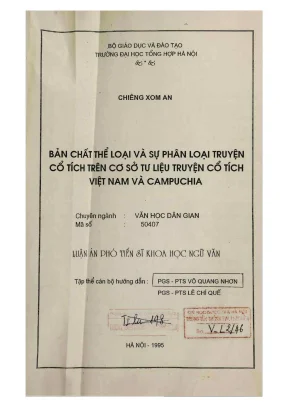 BỘ GIÁO DỤC VÀ ĐÀO TẠO
TRƯỜNG ĐẠI HỌC TỔNG HỢP HÀ NỘI
CHIÊNG XOM AN
BẢN CHẤT THỂ LOẠI VÀ SỰ PHÂN LOẠI TRUYỆN
CỔ TÍCH TRÊN CƠ SỞ TƯ LIỆU TRUYỆN CỔ TÍCH
VIỆT NAM VÀ CAMPUCHIA
Chuyên ngành : VĂN HỌC DÂN GIAN
Mã số : 50407
LUẬN ÁN PHÓ TIẾN SĨ KHOA HỌC NGỮ VĂN
Tập thể cán bộ hướng dẫn : PGS - PTS VÕ QUANG NHƠN
PGS - PTS LÊ CHÍ QUẾ
HÀ NỘI - 1995